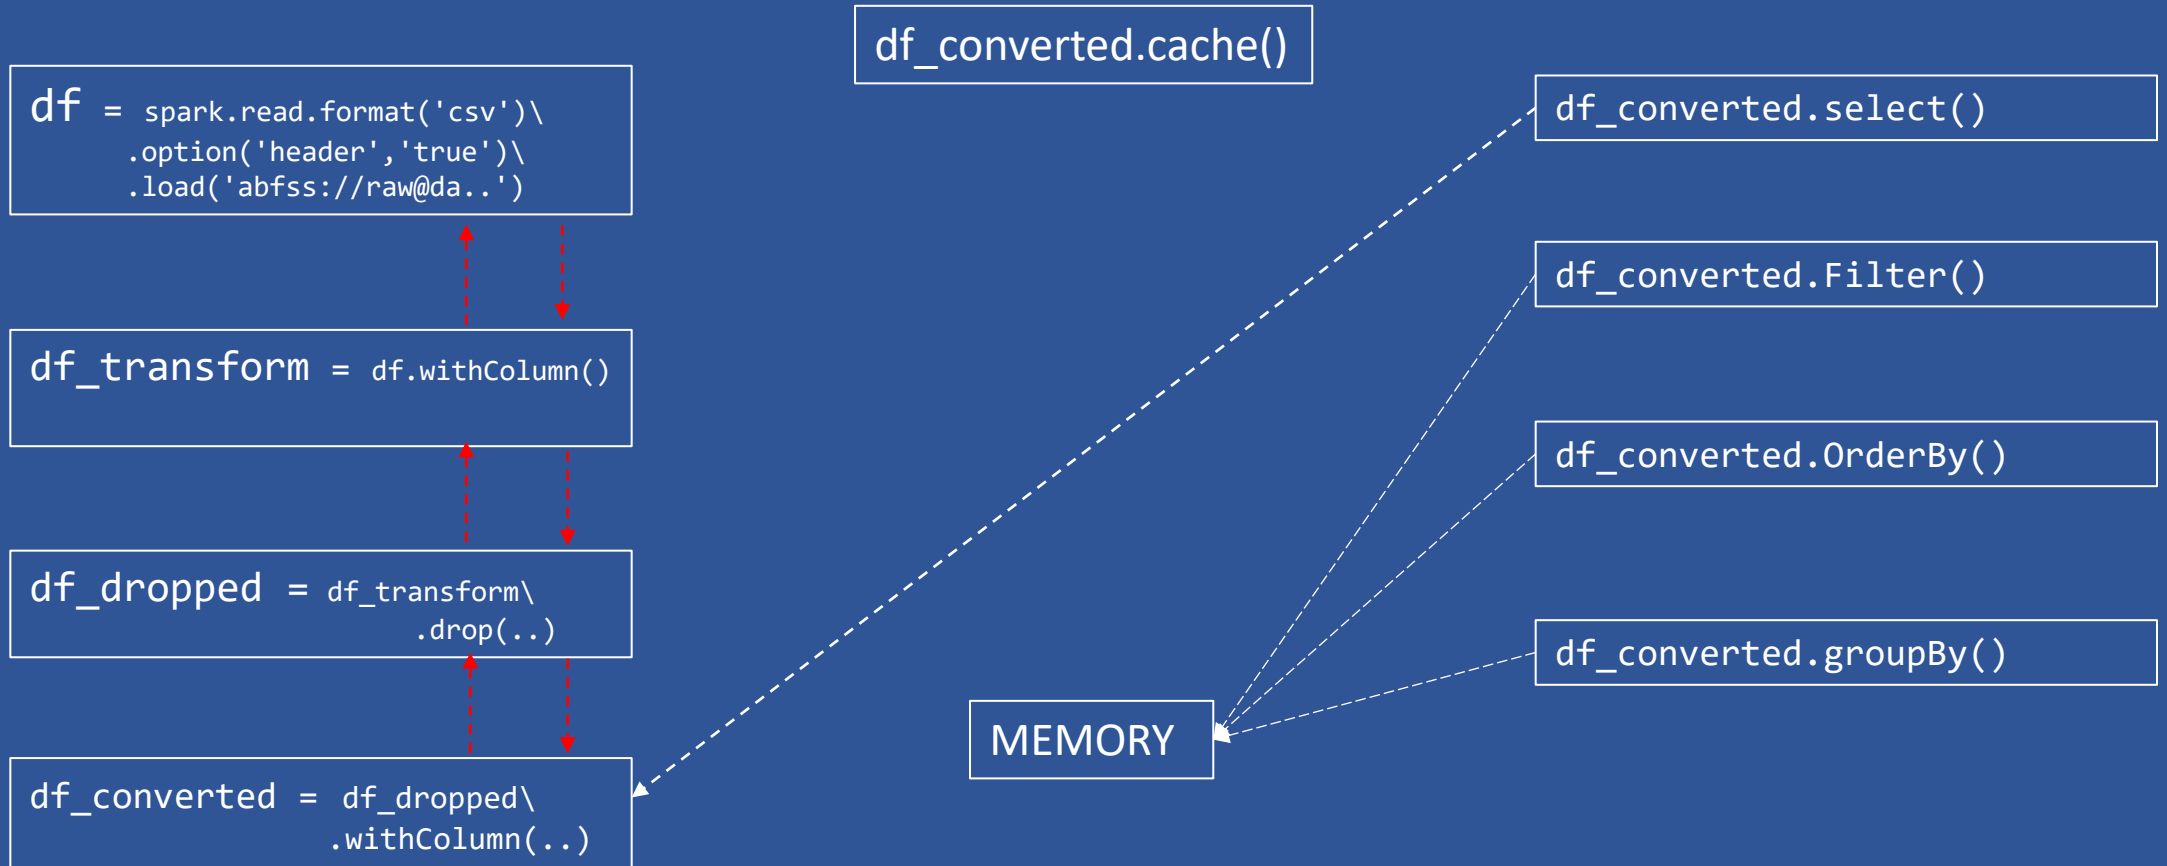 df_converted.cache()
df = spark.read.format('csv')\
.option('header','true')\
.load('abfss://raw@da..')
df_transform = df.withColumn()
df_dropped = df_transform\
.drop(..)
df_converted = df_dropped\
.withColumn(..)
MEMORY
df_converted.select()
df_converted.Filter()
df_converted.OrderBy()
df_converted.groupBy()